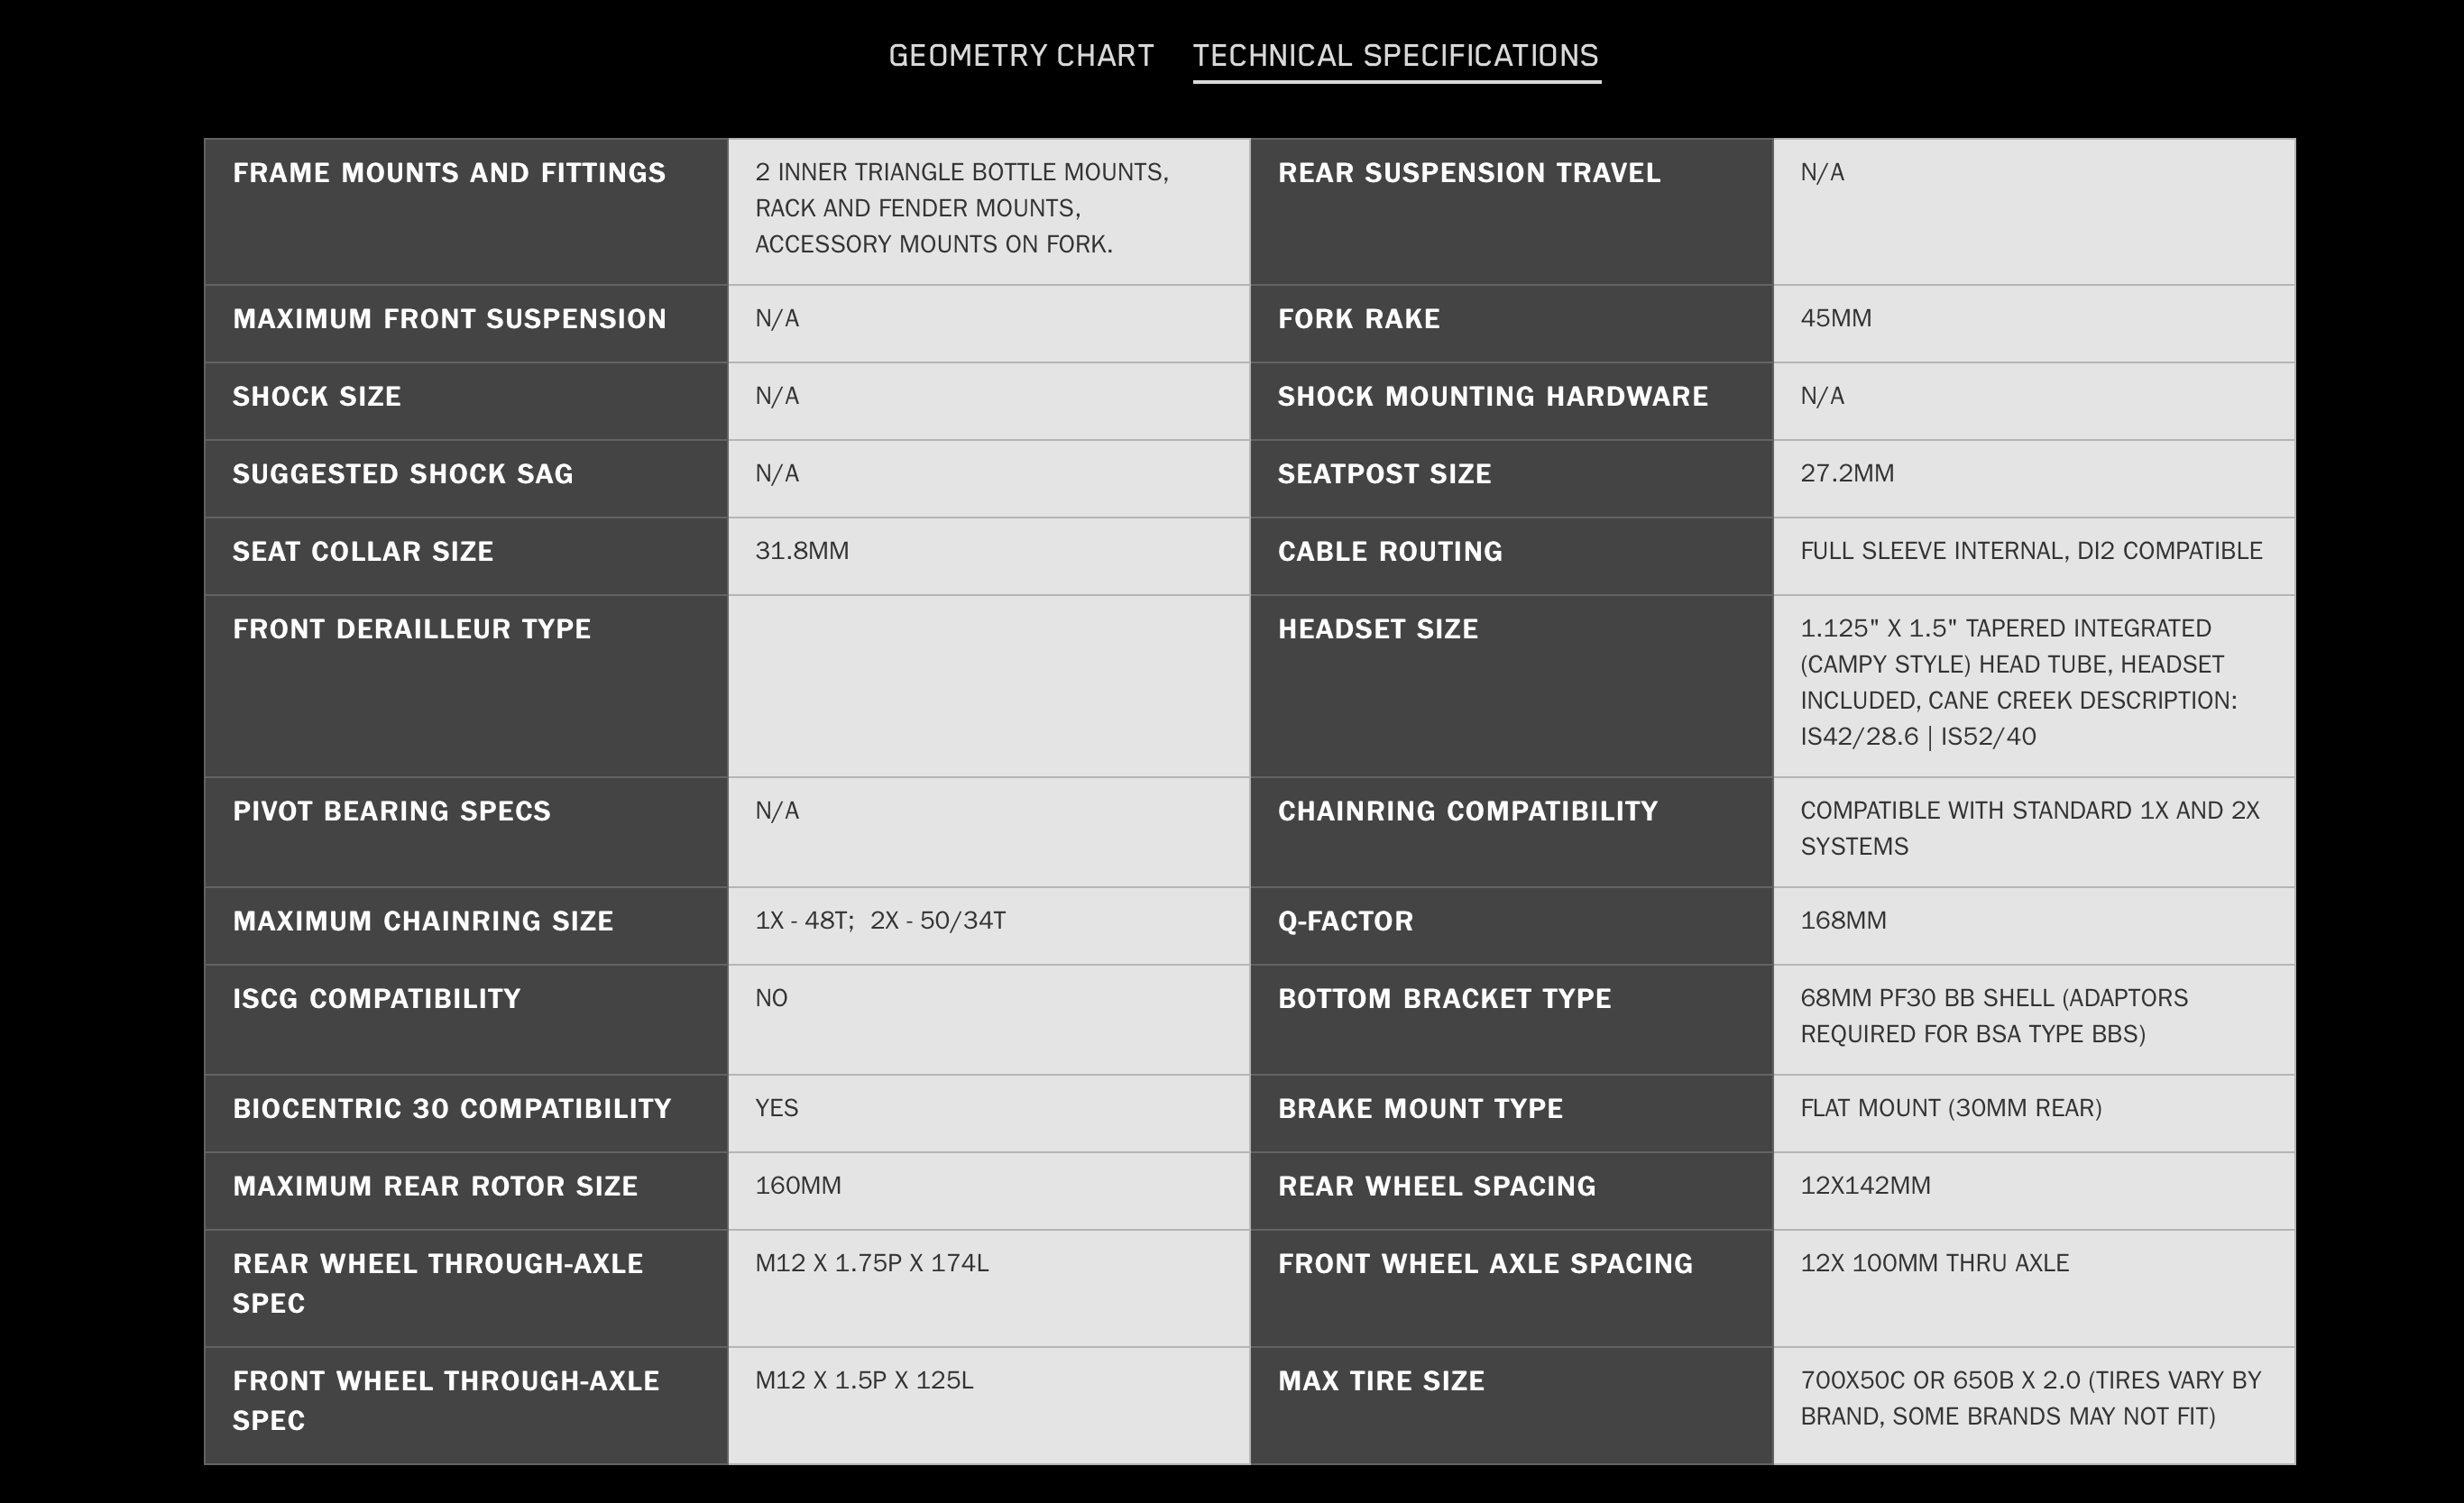 GEOMETRY CHART TECHNICAL SPECIFICATIONS
FRAME MOUNTS AND FITTINGS
2 INNER TRIANGLE BOTTLE MOUNTS,
RACK AND FENDER MOUNTS,
ACCESSORY MOUNTS ON FORK.
REAR SUSPENSION TRAVEL
N/A
MAXIMUM FRONT SUSPENSION
N/A
FORK RAKE
45MM
SHOCK SIZE
N/A
SHOCK MOUNTING HARDWARE
N/A
SUGGESTED SHOCK SAG
N/A
SEATPOST SIZE
27.2MM
SEAT COLLAR SIZE
31.8MM
CABLE ROUTING
FULL SLEEVE INTERNAL, DI2 COMPATIBLE
FRONT DERAILLEUR TYPE
HEADSET SIZE
1.125" X 1.5" TAPERED INTEGRATED
(CAMPY STYLE) HEAD TUBE, HEADSET
INCLUDED, CANE CREEK DESCRIPTION:
IS42/28.6 | IS52/40
PIVOT BEARING SPECS
N/A
CHAINRING COMPATIBILITY
COMPATIBLE WITH STANDARD 1X AND 2X
SYSTEMS
MAXIMUM CHAINRING SIZE
1X - 48T;  2X - 50/34T
Q-FACTOR
168MM
ISCG COMPATIBILITY
NO
BOTTOM BRACKET TYPE
68MM PF30 BB SHELL (ADAPTORS
REQUIRED FOR BSA TYPE BBS)
BIOCENTRIC 30 COMPATIBILITY
YES
BRAKE MOUNT TYPE
FLAT MOUNT (30MM REAR)
MAXIMUM REAR ROTOR SIZE
160MM
REAR WHEEL SPACING
12X142MM
REAR WHEEL THROUGH-AXLE
SPEC
M12 X 1.75P X 174L
FRONT WHEEL AXLE SPACING
12X 100MM THRU AXLE
FRONT WHEEL THROUGH-AXLE
SPEC
M12 X 1.5P X 125L
MAX TIRE SIZE
700X50C OR 650B X 2.0 (TIRES VARY BY
BRAND, SOME BRANDS MAY NOT FIT)